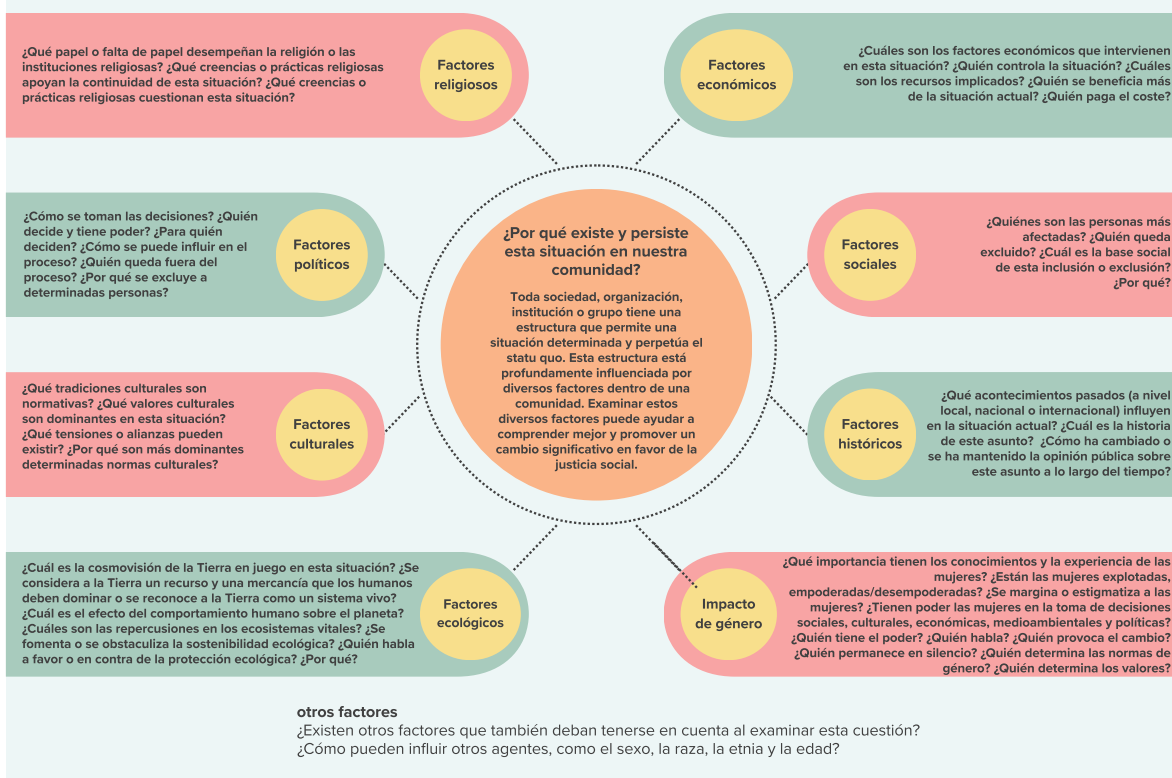 ¿Qué papel o falta de papel desempeñan la religión o las
instituciones religiosas? ¿Qué creencias o prácticas religiosas
apoyan la continuidad de esta situación? ¿Qué creencias o
prácticas religiosas cuestionan esta situación?
Factores
religiosos
Factores
económicos
¿Cuáles son los factores económicos que intervienen
en esta situación? ¿Quién controla la situación? ¿Cuáles
son los recursos implicados? ¿Quién se beneficia más
de la situación actual? ¿Quién paga el coste?
¿Cómo se toman las decisiones? ¿Quién
decide y tiene poder? ¿Para quién
deciden? ¿Cómo se puede influir en el
proceso? ¿Quién queda fuera del
proceso? ¿Por qué se excluye a
determinadas personas?
Factores
políticos
¿Por qué existe y persiste
esta situación en nuestra
comunidad?
Toda sociedad, organización,
institución o grupo tiene una
estructura que permite una
situación determinada y perpetúa el
statu quo. Esta estructura está
profundamente influenciada por
diversos factores dentro de una
comunidad. Examinar estos
diversos factores puede ayudar a
comprender mejor y promover un
cambio significativo en favor de la
justicia social.
Factores
sociales
¿Quiénes son las personas más
afectadas? ¿Quién queda
excluido? ¿Cuál es la base social
de esta inclusión o exclusión?
¿Por qué?
¿Qué tradiciones culturales son
normativas? ¿Qué valores culturales
son dominantes en esta situación?
¿Qué tensiones o alianzas pueden
existir? ¿Por qué son más dominantes
determinadas normas culturales?
Factores
culturales
Factores
históricos
¿Qué acontecimientos pasados (a nivel
local, nacional o internacional) influyen
en la situación actual? ¿Cuál es la historia
de este asunto? ¿Cómo ha cambiado o
se ha mantenido la opinión pública sobre
este asunto a lo largo del tiempo?
¿Cuál es la cosmovisión de la Tierra en juego en esta situación? ¿Se
considera a la Tierra un recurso y una mercancía que los humanos
deben dominar o se reconoce a la Tierra como un sistema vivo?
¿Cuál es el efecto del comportamiento humano sobre el planeta?
¿Cuáles son las repercusiones en los ecosistemas vitales? ¿Se
fomenta o se obstaculiza la sostenibilidad ecológica? ¿Quién habla
a favor o en contra de la protección ecológica? ¿Por qué?
Factores
ecológicos
Impacto
de género
¿Qué importancia tienen los conocimientos y la experiencia de las
mujeres? ¿Están las mujeres explotadas,
empoderadas/desempoderadas? ¿Se margina o estigmatiza a las
mujeres? ¿Tienen poder las mujeres en la toma de decisiones
sociales, culturales, económicas, medioambientales y políticas?
¿Quién tiene el poder? ¿Quién habla? ¿Quién provoca el cambio?
¿Quién permanece en silencio? ¿Quién determina las normas de
género? ¿Quién determina los valores?
otros factores
¿Existen otros factores que también deban tenerse en cuenta al examinar esta cuestión?
¿Cómo pueden influir otros agentes, como el sexo, la raza, la etnia y la edad?